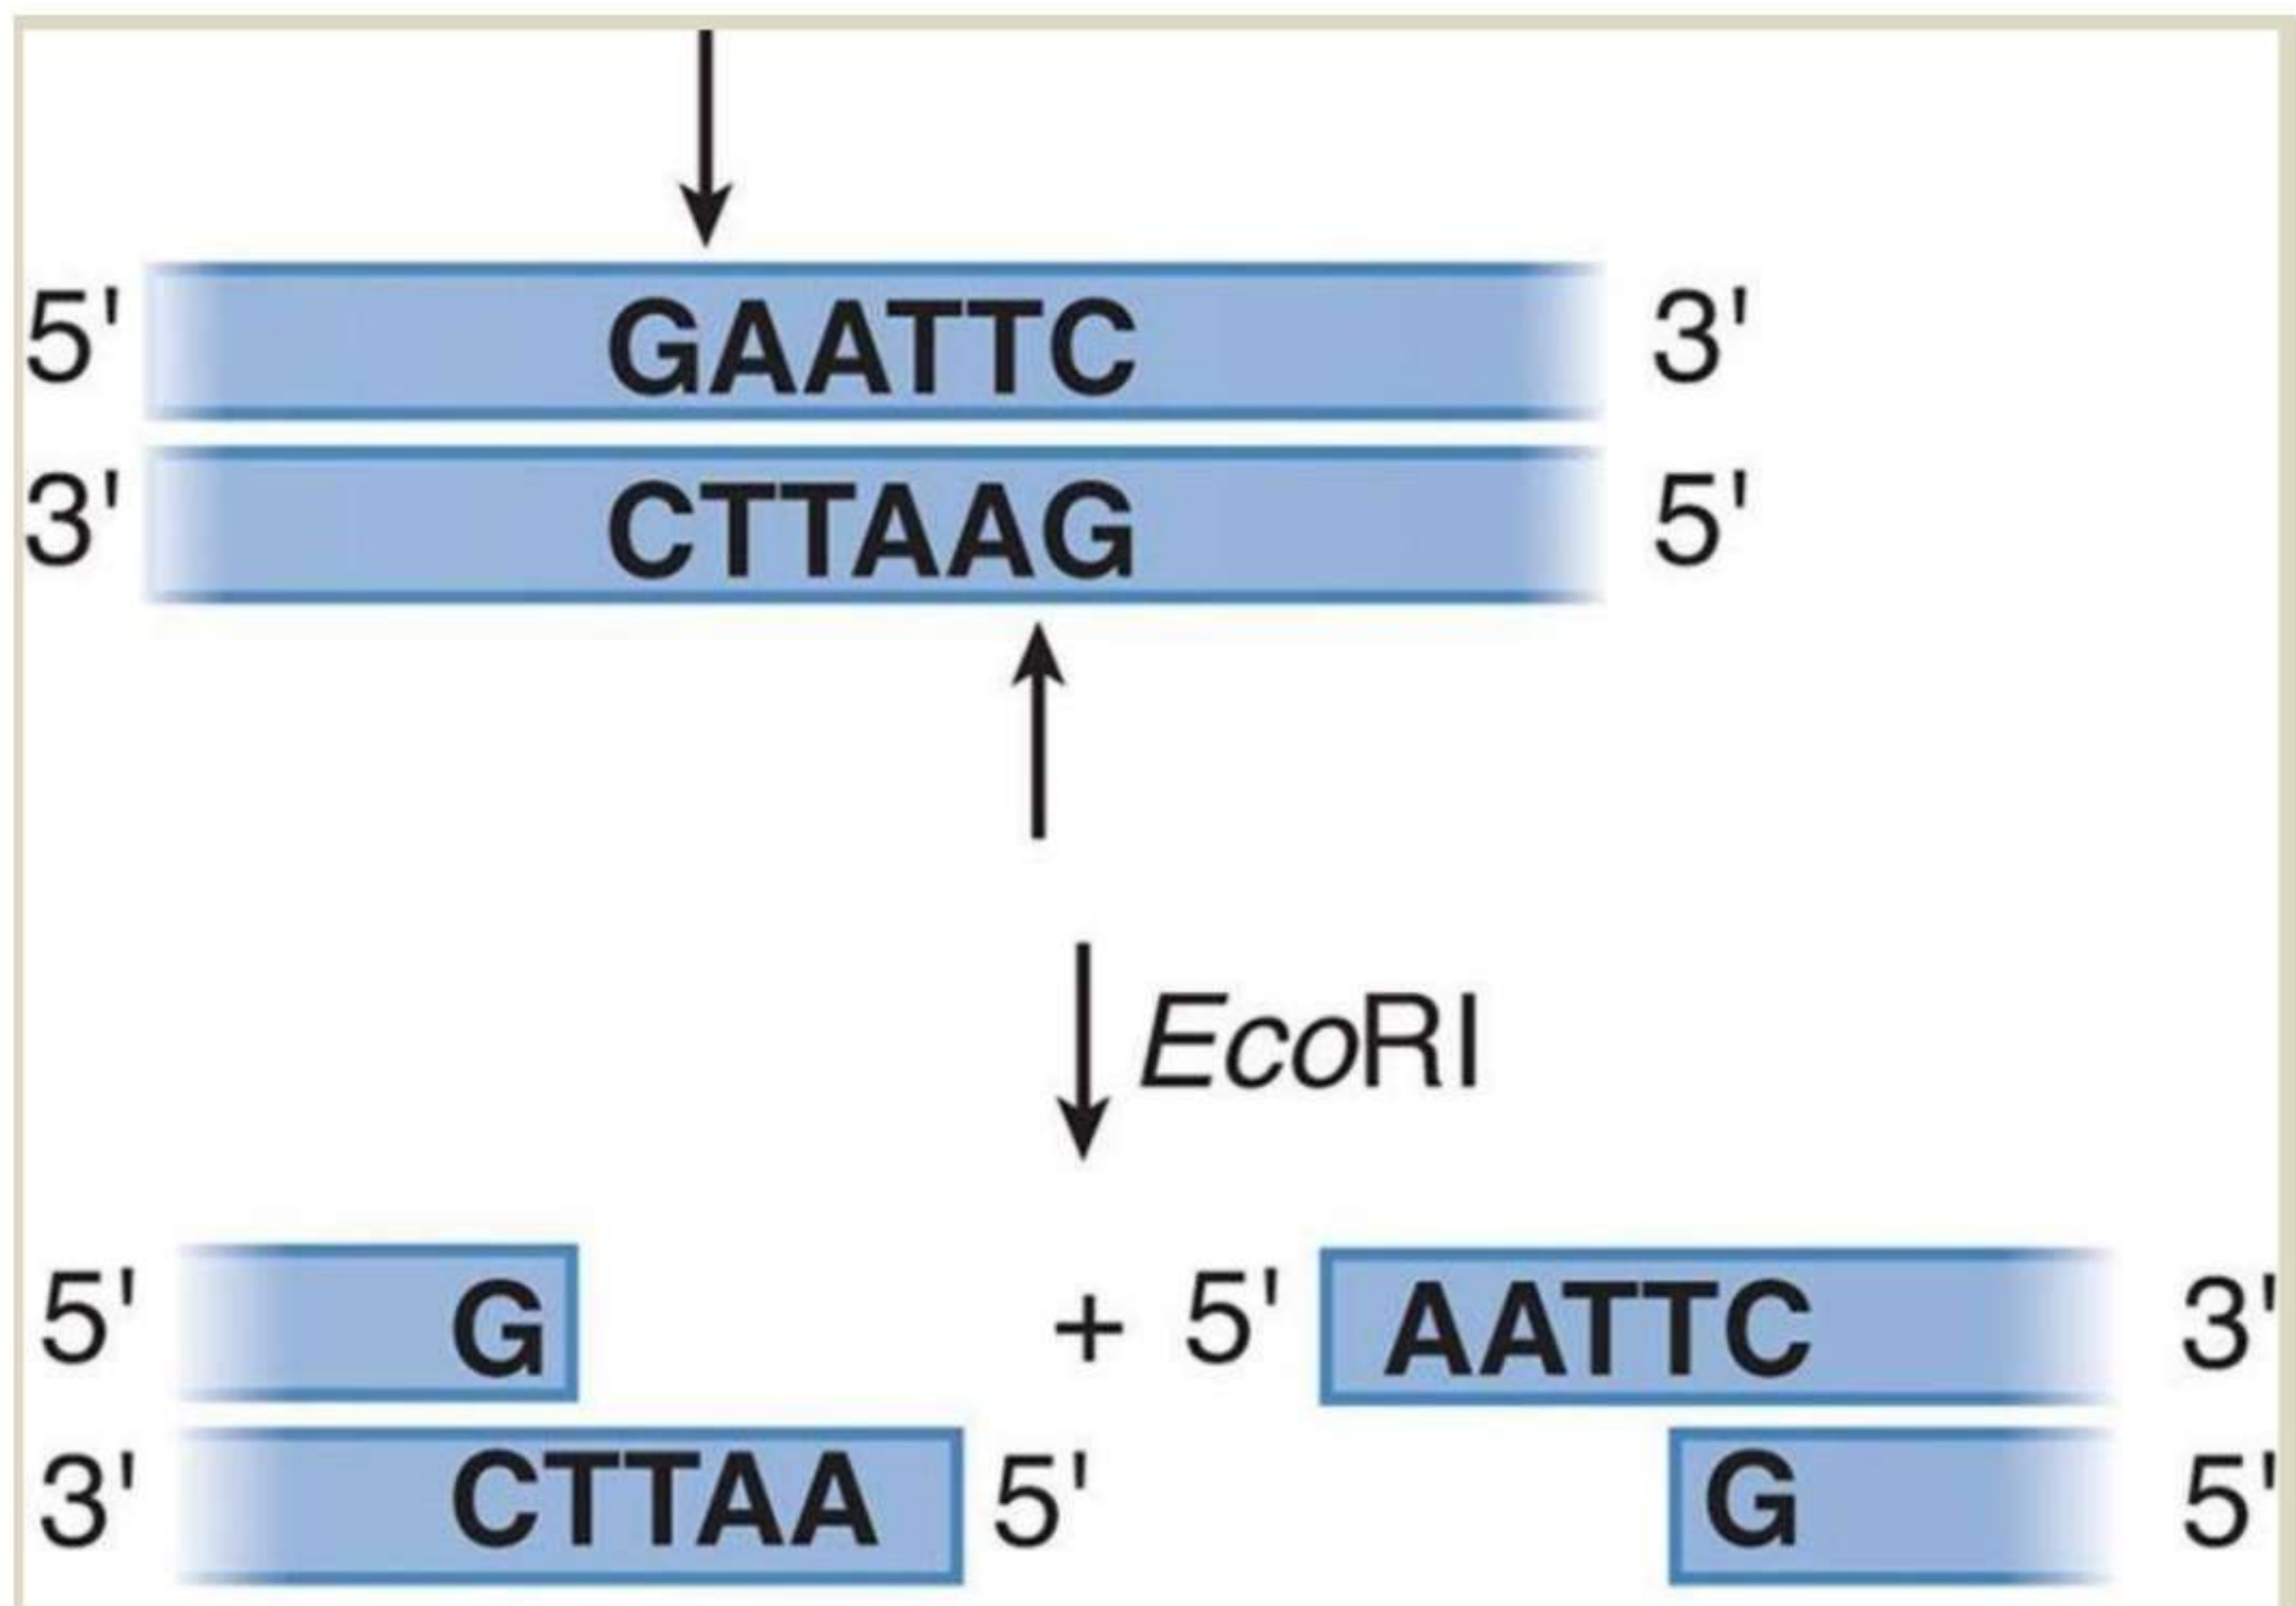 5' GAATTC 3'
3' CTTAAG 5'
EcoRI
5' G + 5' AATTC 3'
3' CTTAA 5' G 5'